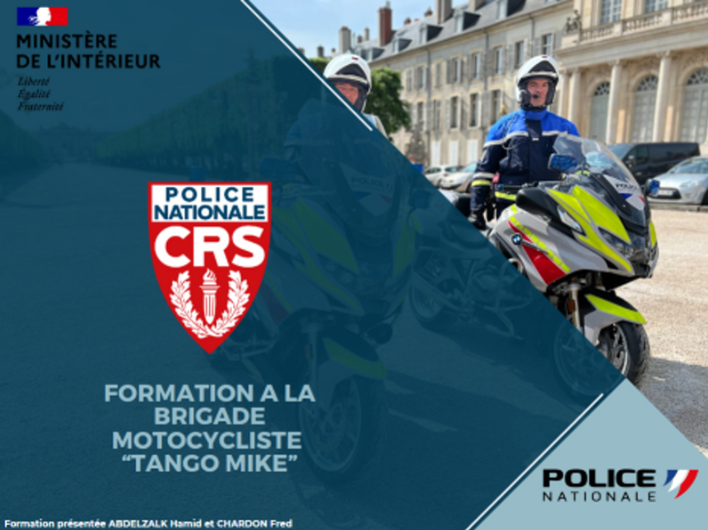 MINISTÈRE
DE L'INTÉRIEUR
Liberté
Égalité
Fraternité
POLICE
NATIONALE
CRS
FORMATION A LA
BRIGADE
MOTOCYCLISTE
“TANGO MIKE”
POLICE
NATIONALE
Formation présentée ABDELZALK Hamid et CHARDON Fred